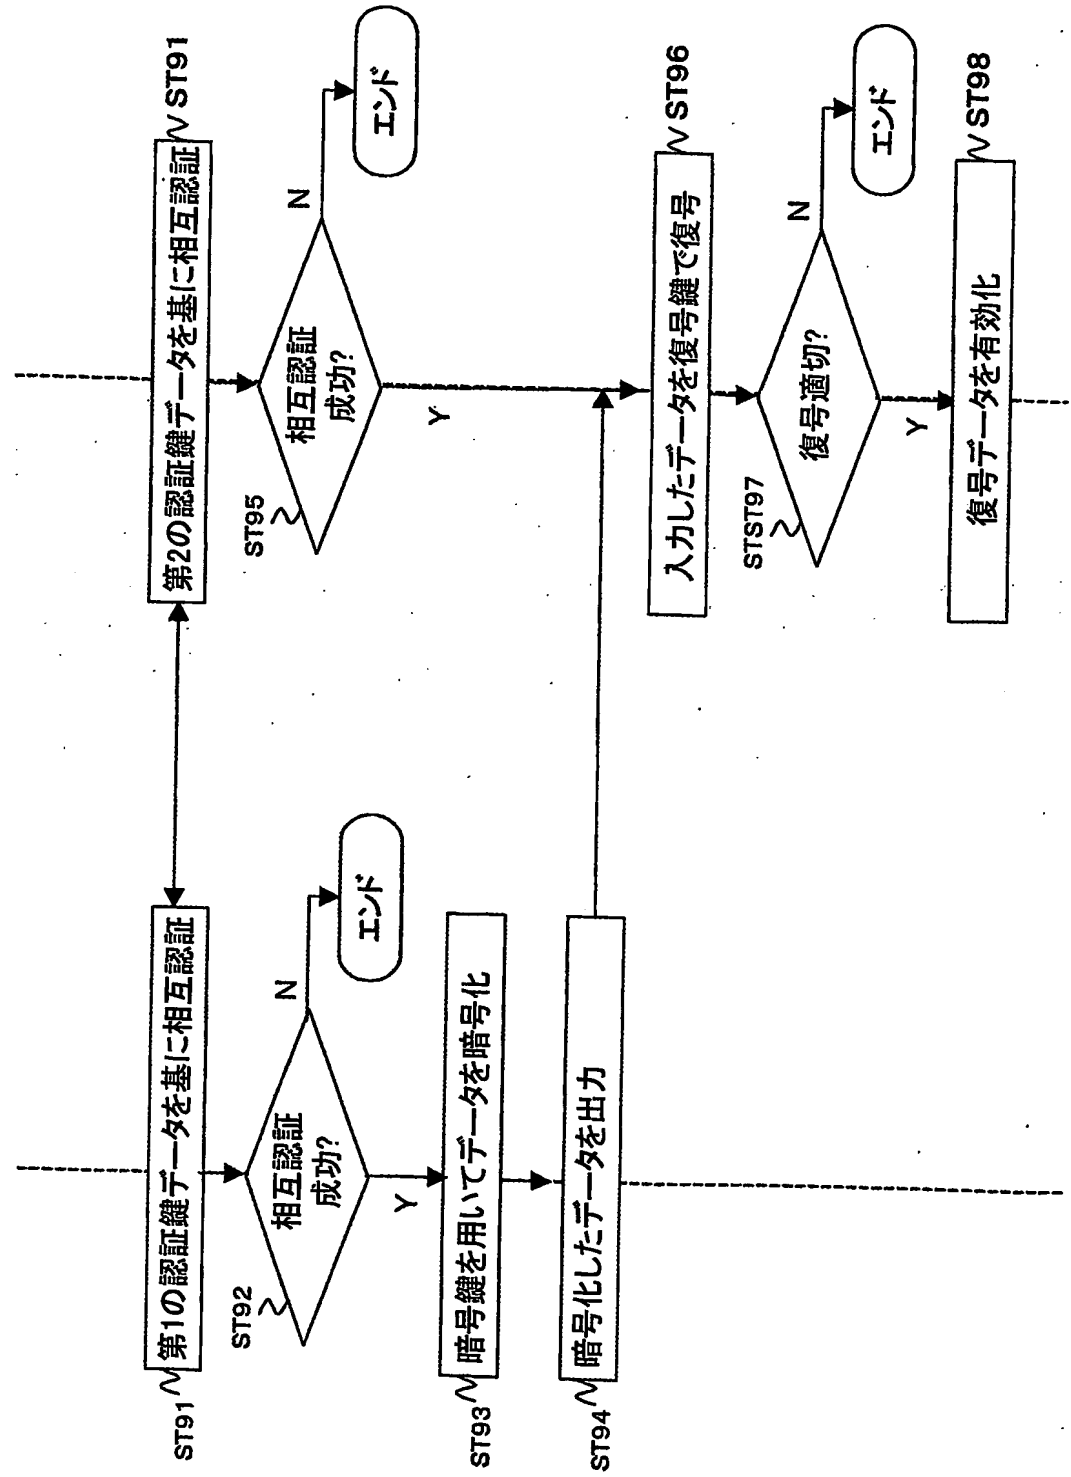 ST91
第1の認証鍵データを基に相互認証
ST92
相互認証
成功?
N
エンド
Y
ST93
暗号鍵を用いてデータを暗号化
ST94
暗号化したデータを出力
第2の認証鍵データを基に相互認証
ST91
ST95
相互認証
成功?
N
エンド
Y
入力したデータを復号鍵で復号
ST96
STST97
復号適切?
N
エンド
Y
復号データを有効化
ST98